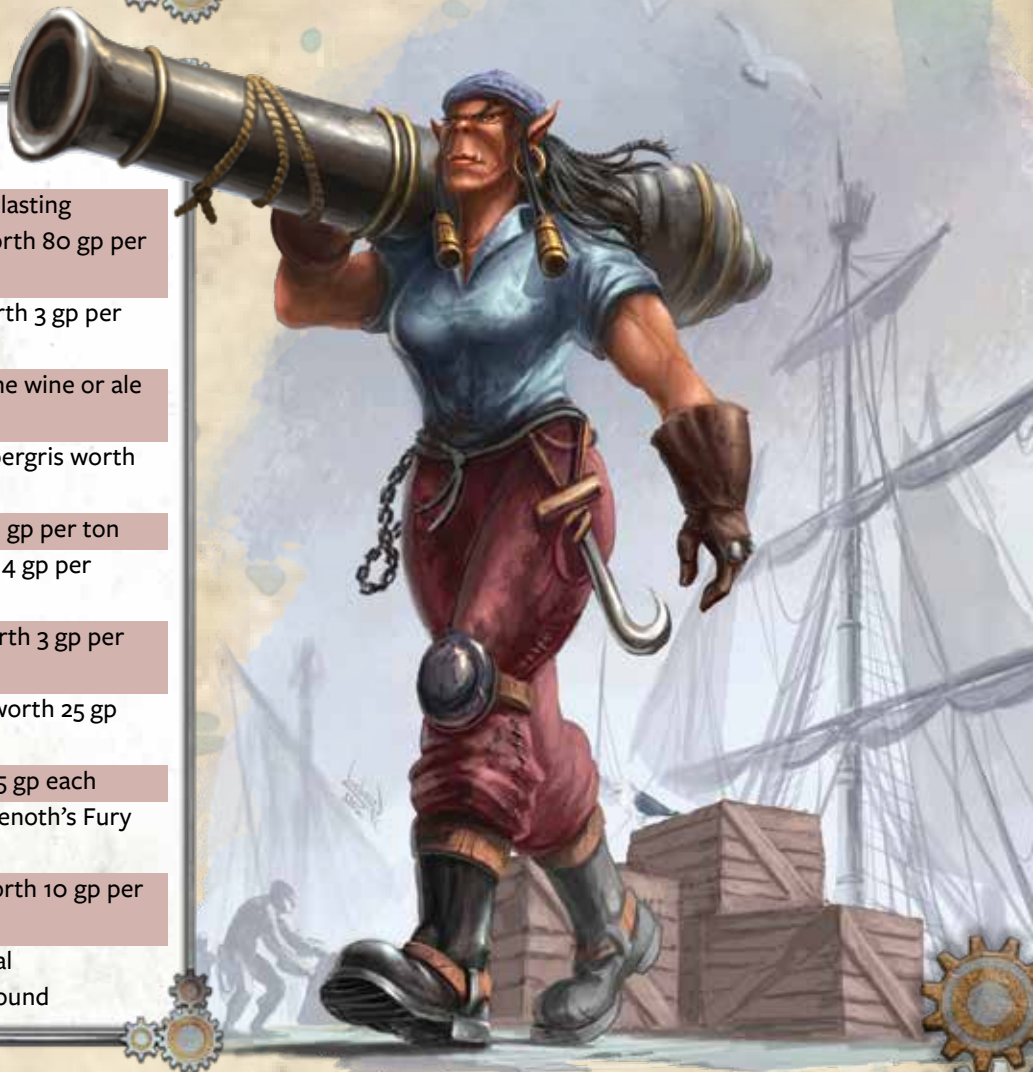 lasting
orth 80 gp per
rth 3 gp per
ne wine or ale
bergris worth
gp per ton
4 gp per
rth 3 gp per
worth 25 gp
5 gp each
enoth's Fury
orth 10 gp per
al
ound